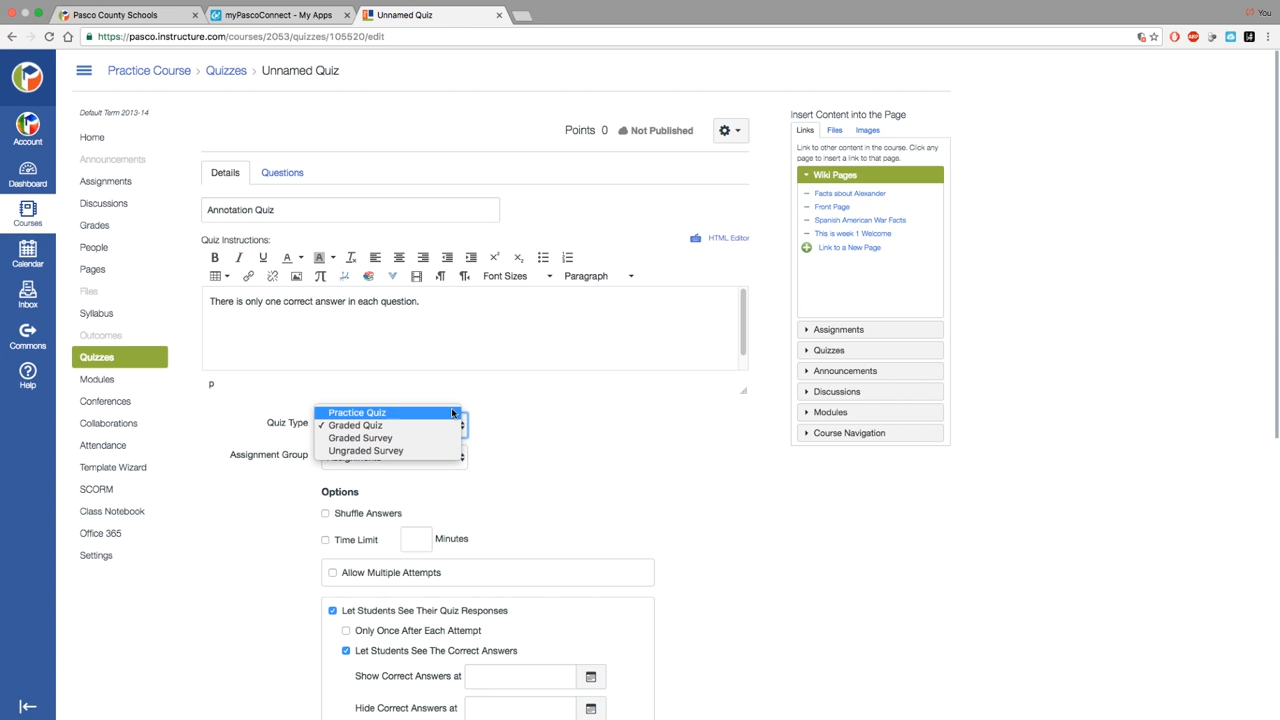 Pasco County Schools
myPascoConnect - My Apps
Unnamed Quiz
You
https://pasco.instructure.com/courses/2053/quizzes/105520/edit
Practice Course > Quizzes > Unnamed Quiz
Account
Dashboard
Courses
Calendar
Inbox
Commons
Help
Default Term 2013-14
Home
Announcements
Assignments
Discussions
Grades
People
Pages
Files
Syllabus
Outcomes
Quizzes
Modules
Conferences
Collaborations
Attendance
Template Wizard
SCORM
Class Notebook
Office 365
Settings
Points 0 Not Published
Details Questions
Annotation Quiz
Quiz Instructions:
HTML Editor
B I U A A
Font Sizes Paragraph
There is only one correct answer in each question.
p
Quiz Type
Practice Quiz
✓ Graded Quiz
Graded Survey
Ungraded Survey
Assignment Group
Options
Shuffle Answers
Time Limit Minutes
Allow Multiple Attempts
Let Students See Their Quiz Responses
Only Once After Each Attempt
Let Students See The Correct Answers
Show Correct Answers at
Hide Correct Answers at
Insert Content into the Page
Links Files Images
Link to other content in the course. Click any
page to insert a link to that page.
Wiki Pages
Facts about Alexander
Front Page
Spanish American War Facts
This is week 1 Welcome
Link to a New Page
Assignments
Quizzes
Announcements
Discussions
Modules
Course Navigation